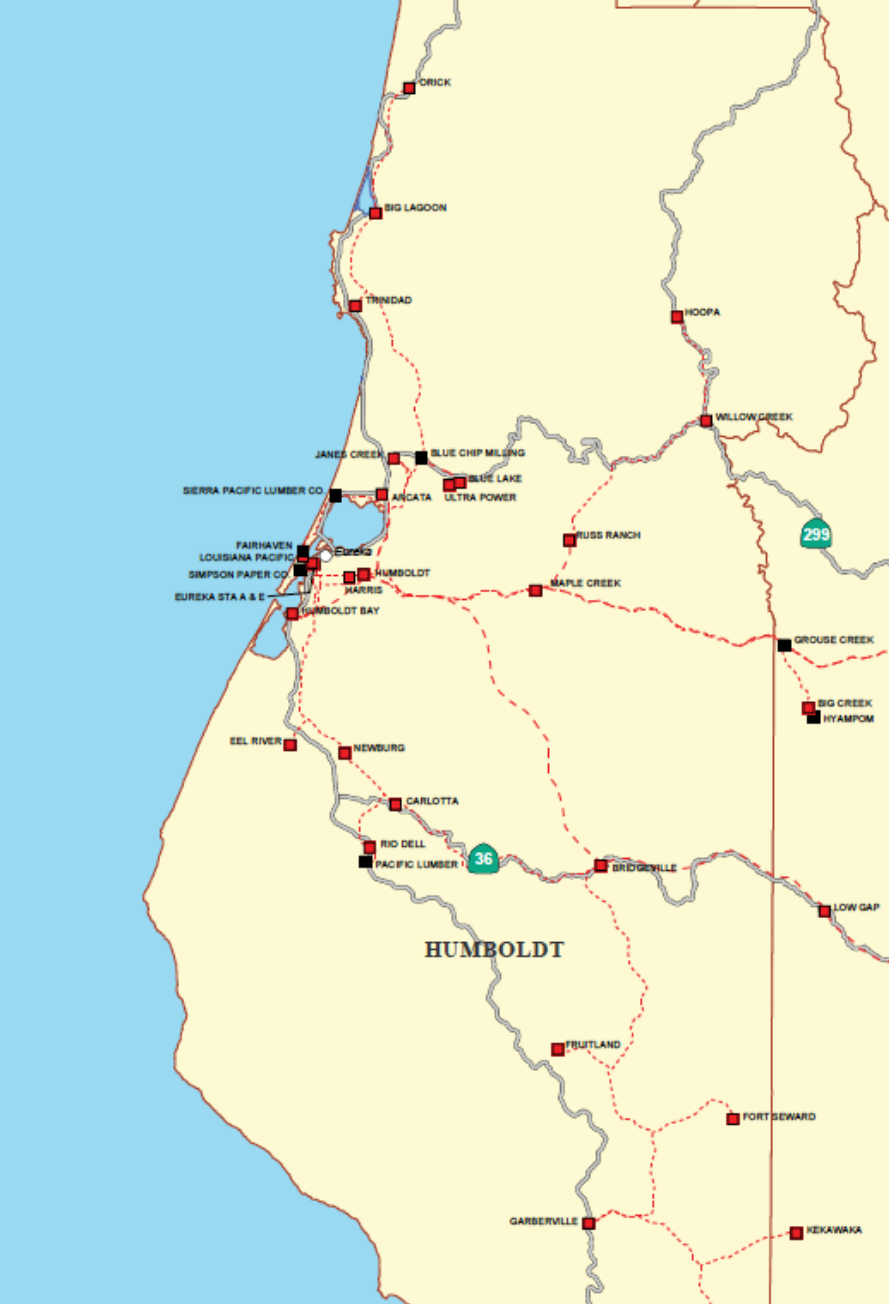 ORICK
BIG LAGOON
TRINIDAD
HOOPA
WILLOW CREEK
JANES CREEK
BLUE CHIP MILLING
BLUE LAKE
SIERRA PACIFIC LUMBER CO.
ARCATA
ULTRA POWER
299
RUSS RANCH
FAIRHAVEN
Eureka
LOUISIANA PACIFIC
SIMPSON PAPER CO.
HUMBOLDT
MAPLE CREEK
HARRIS
EUREKA STA A & E
HUMBOLDT BAY
GROUSE CREEK
BIG CREEK
HYAMPOM
EEL RIVER
NEWBURG
CARLOTTA
RIO DELL
36
PACIFIC LUMBER
BRIDGEVILLE
LOW GAP
HUMBOLDT
FRUITLAND
FORT SEWARD
GARBERVILLE
KEKAWAKA